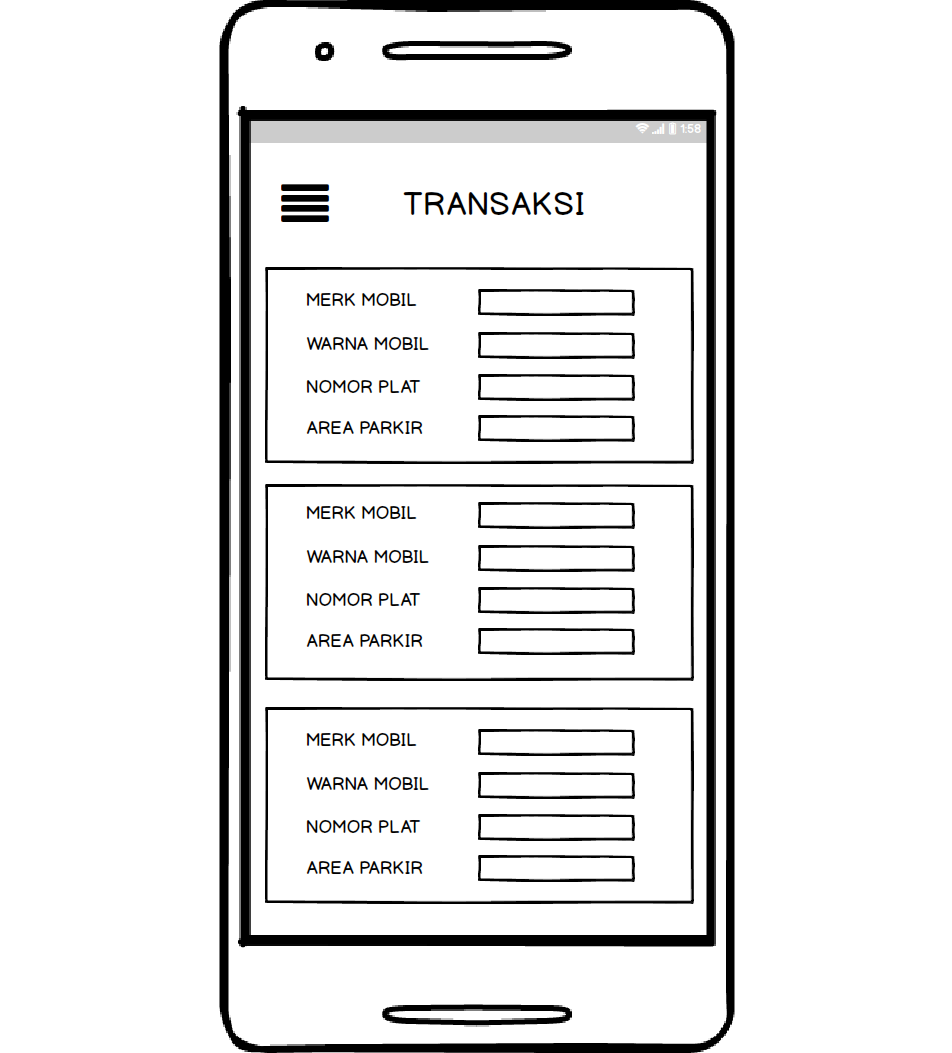 1:58
TRANSAKSI
MERK MOBIL
WARNA MOBIL
NOMOR PLAT
AREA PARKIR
MERK MOBIL
WARNA MOBIL
NOMOR PLAT
AREA PARKIR
MERK MOBIL
WARNA MOBIL
NOMOR PLAT
AREA PARKIR